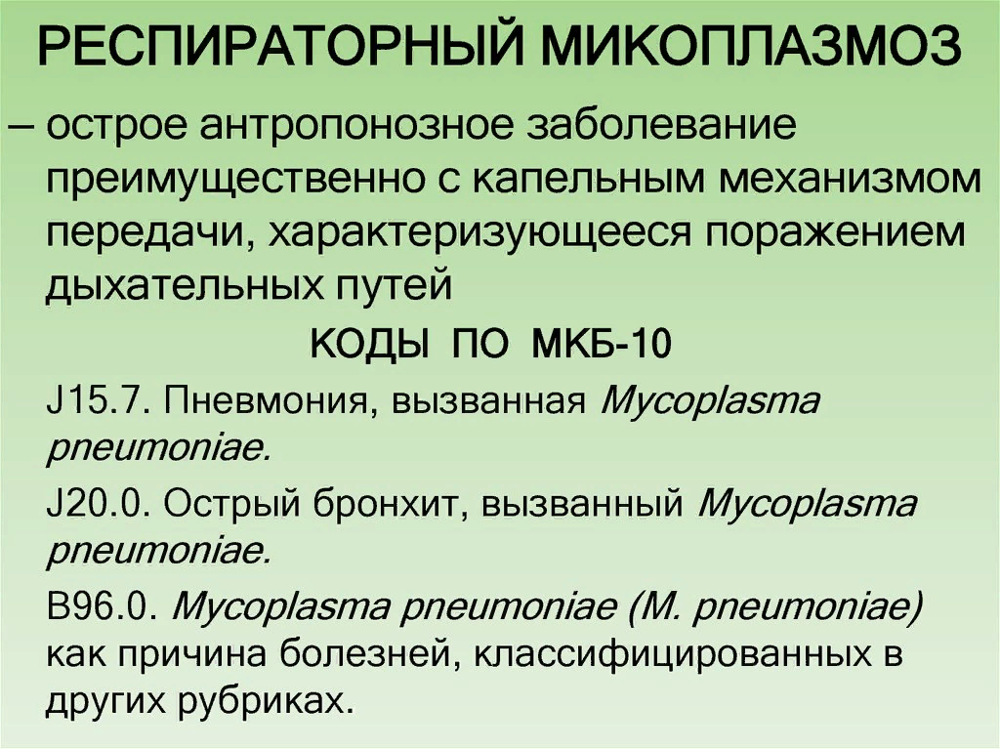 РЕСПИРАТОРНЫЙ МИКОПЛАЗМОЗ
– острое антропонозное заболевание
преимущественно с капельным механизмом
передачи, характеризующееся поражением
дыхательных путей
КОДЫ ПО МКБ-10
J15.7. Пневмония, вызванная Mycoplasma
pneumoniae.
J20.0. Острый бронхит, вызванный Mycoplasma
pneumoniae.
B96.0. Mycoplasma pneumoniae (M. pneumoniae)
как причина болезней, классифицированных в
других рубриках.